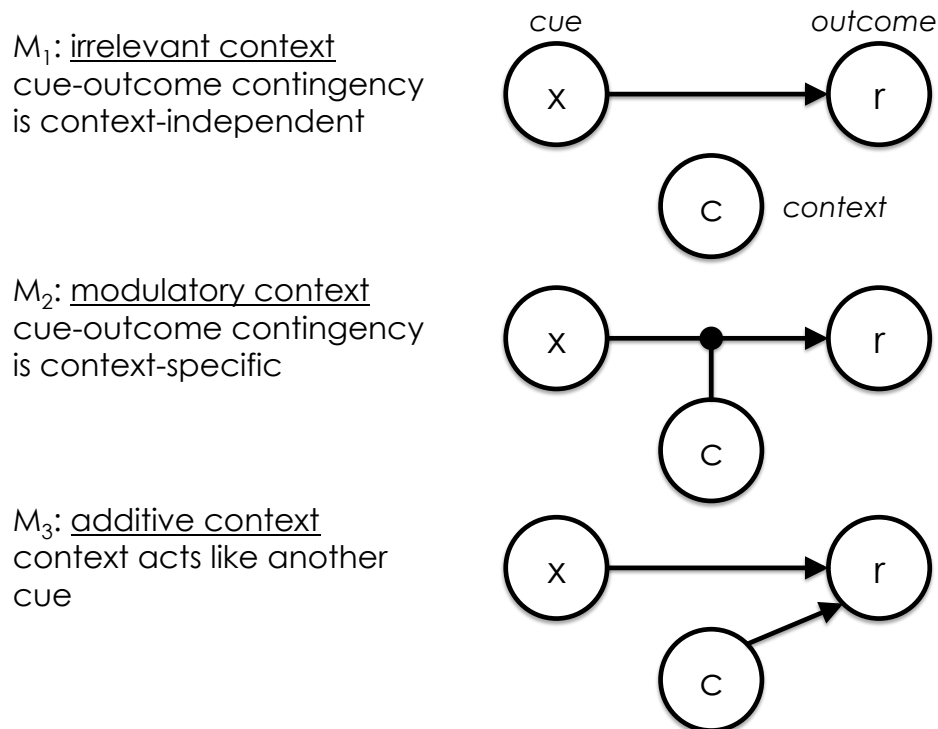 cue
outcome
M₁: irrelevant context
cue-outcome contingency
is context-independent
x
r
c
context
M₂: modulatory context
cue-outcome contingency
is context-specific
x
r
c
M₃: additive context
context acts like another
cue
x
r
c